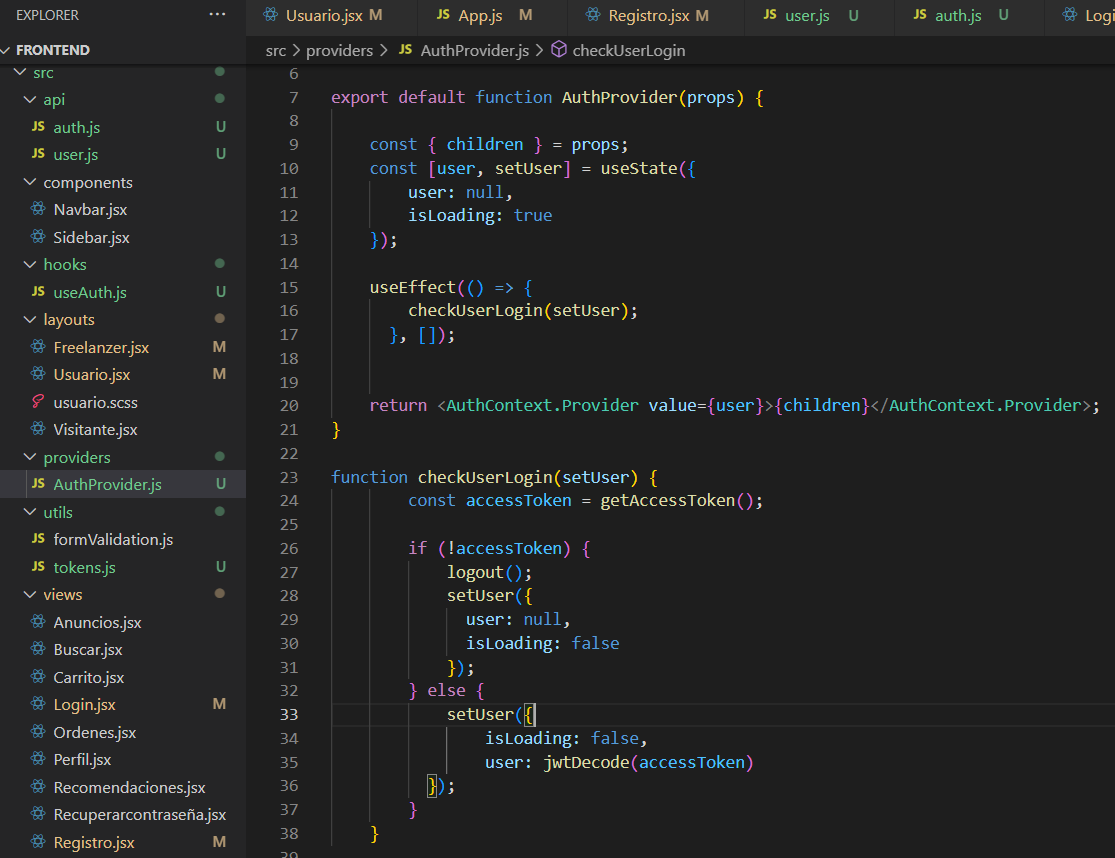 EXPLORER ···
FRONTEND
src
api
JS auth.js U
JS user.js U
components
Navbar.jsx
Sidebar.jsx
hooks
JS useAuth.js U
layouts
Freelanzer.jsx M
Usuario.jsx M
usuario.scss
Visitante.jsx
providers
JS AuthProvider.js U
utils
JS formValidation.js
JS tokens.js U
views
Anuncios.jsx
Buscar.jsx
Carrito.jsx
Login.jsx M
Ordenes.jsx
Perfil.jsx
Recomendaciones.jsx
Recuperarcontraseña.jsx
Registro.jsx M
Usuario.jsx M JS App.js M Registro.jsx M JS user.js U JS auth.js U Logi
src > providers > JS AuthProvider.js > checkUserLogin
6
7 export default function AuthProvider(props) {
8
9 const { children } = props;
10 const [user, setUser] = useState({
11 user: null,
12 isLoading: true
13 });
14
15 useEffect(() => {
16 checkUserLogin(setUser);
17 }, []);
18
19
20 return <AuthContext.Provider value={user}>{children}</AuthContext.Provider>;
21 }
22
23 function checkUserLogin(setUser) {
24 const accessToken = getAccessToken();
25
26 if (!accessToken) {
27 logout();
28 setUser({
29 user: null,
30 isLoading: false
31 });
32 } else {
33 setUser({
34 isLoading: false,
35 user: jwtDecode(accessToken)
36 });
37 }
38 }
39